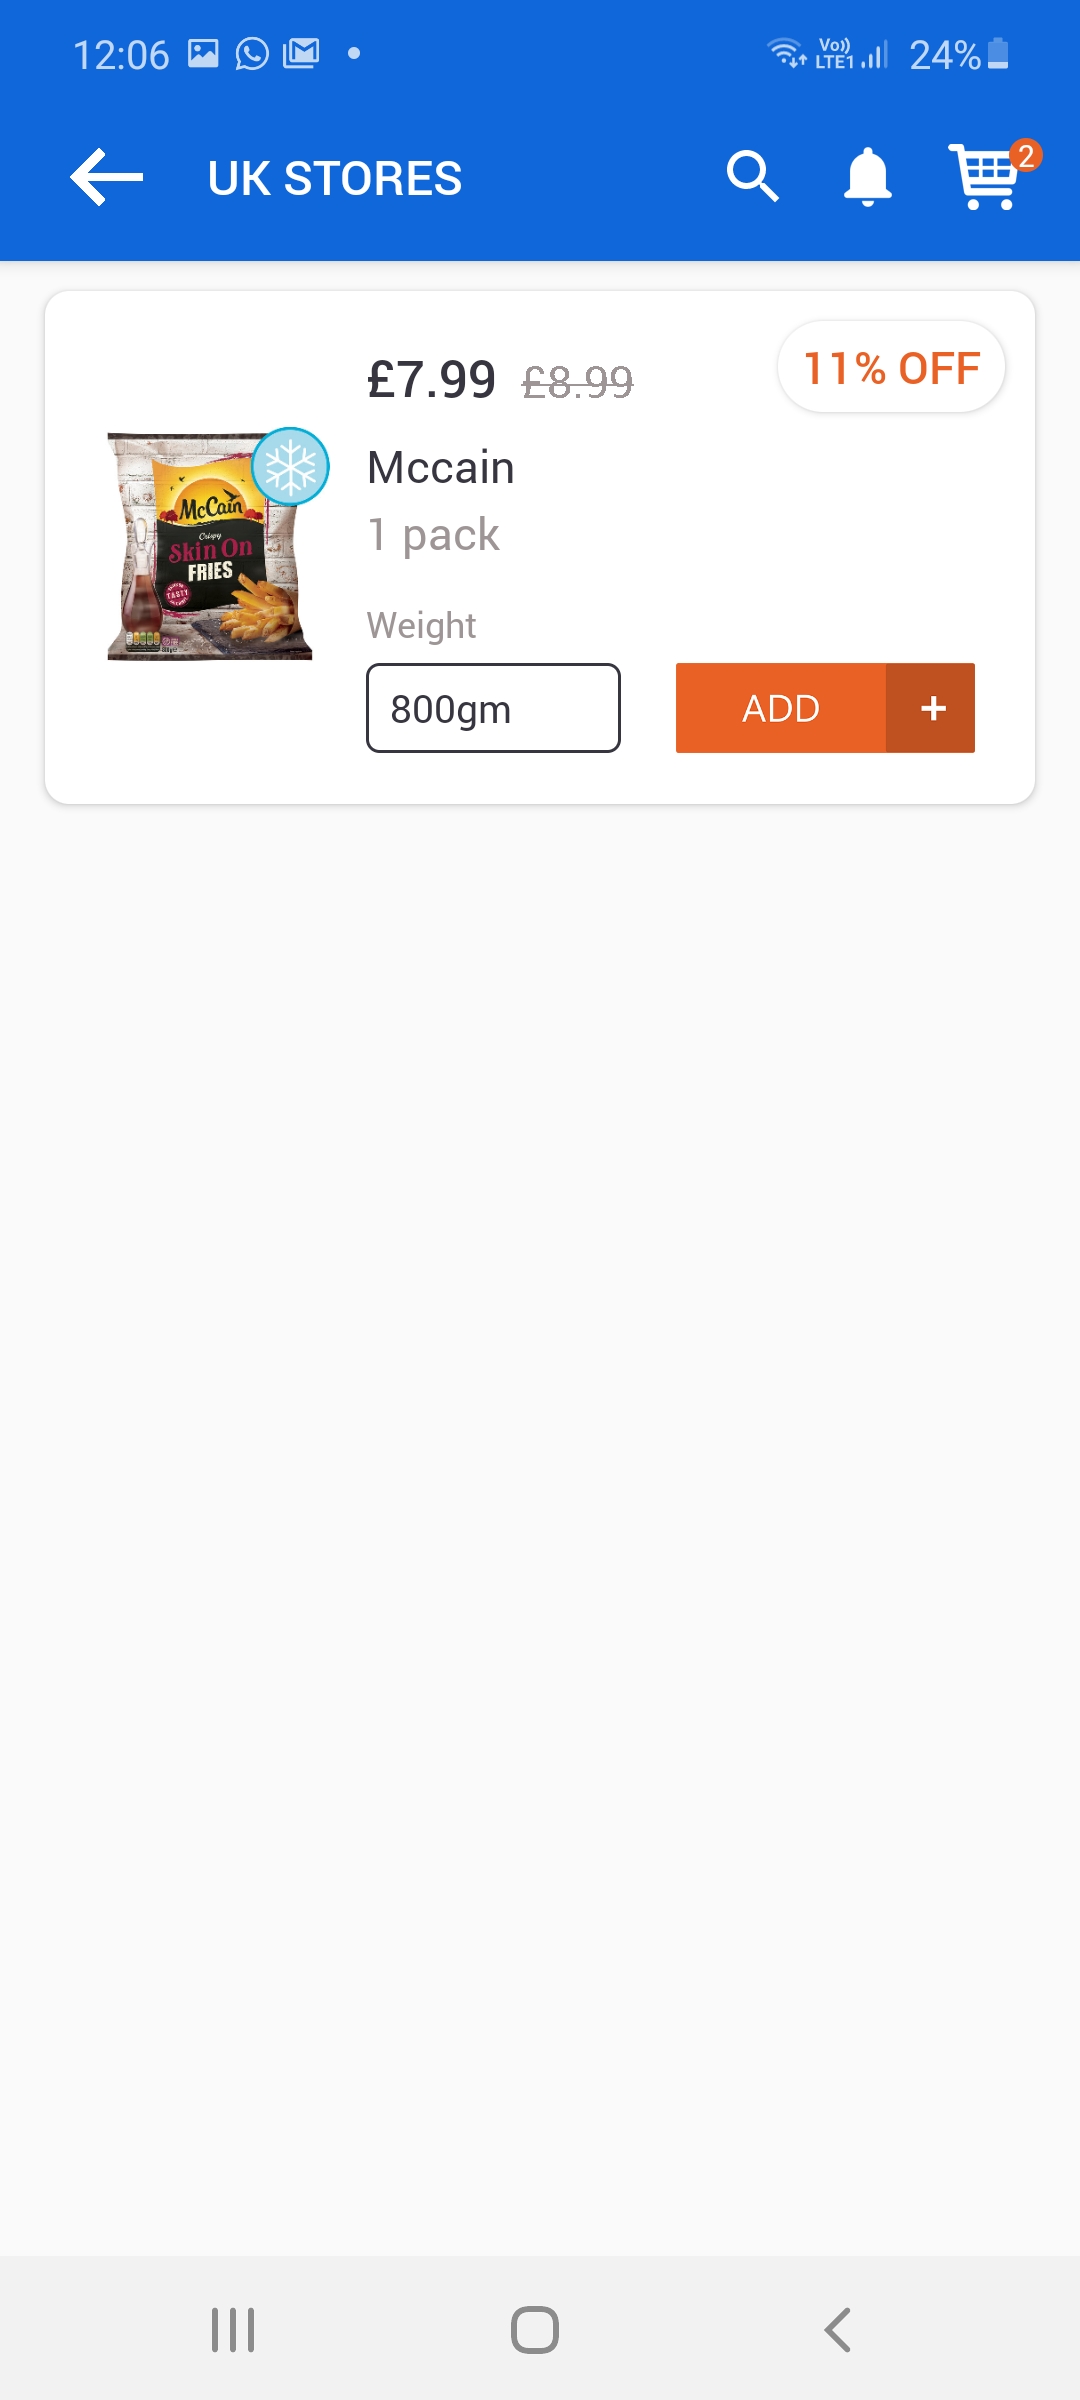 12:06
Vo))
LTE1
24%
UK STORES
2
£7.99 £8.99
11% OFF
Mccain
1 pack
McCain
Crispy
Skin On
FRIES
TASTY
Weight
800gm
ADD +